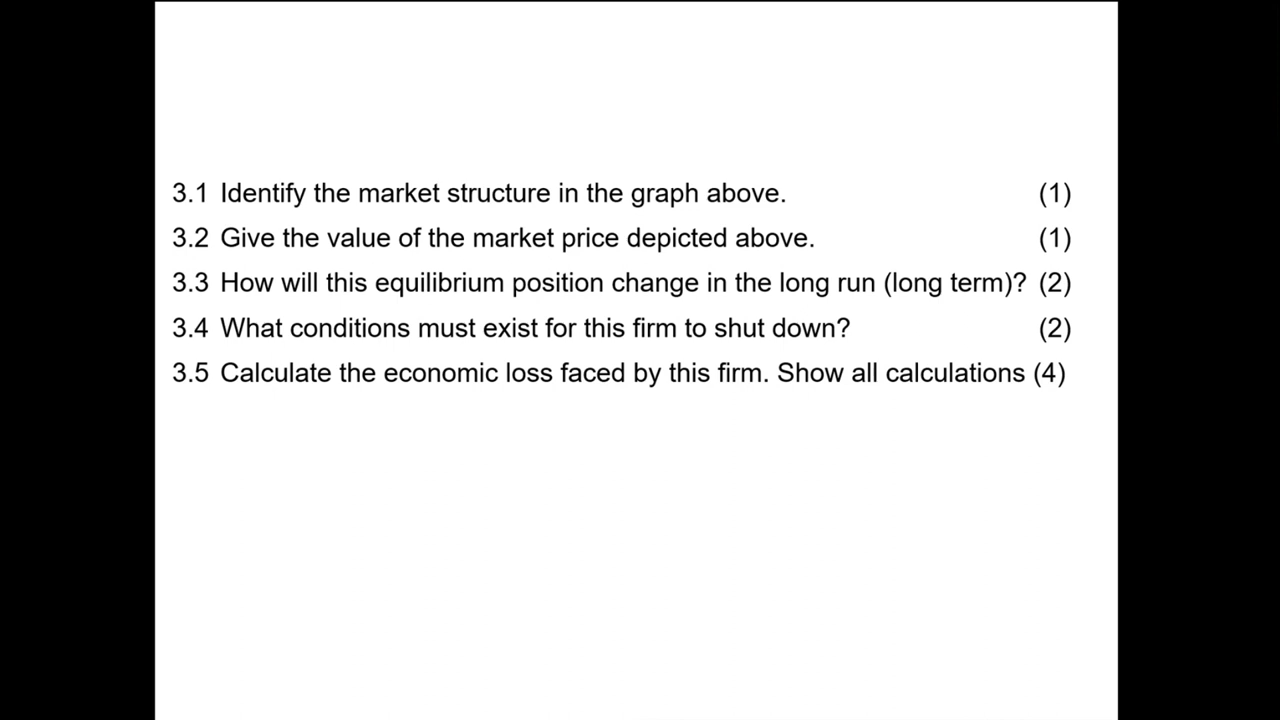 3.1 Identify the market structure in the graph above. (1)
3.2 Give the value of the market price depicted above. (1)
3.3 How will this equilibrium position change in the long run (long term)? (2)
3.4 What conditions must exist for this firm to shut down? (2)
3.5 Calculate the economic loss faced by this firm. Show all calculations (4)